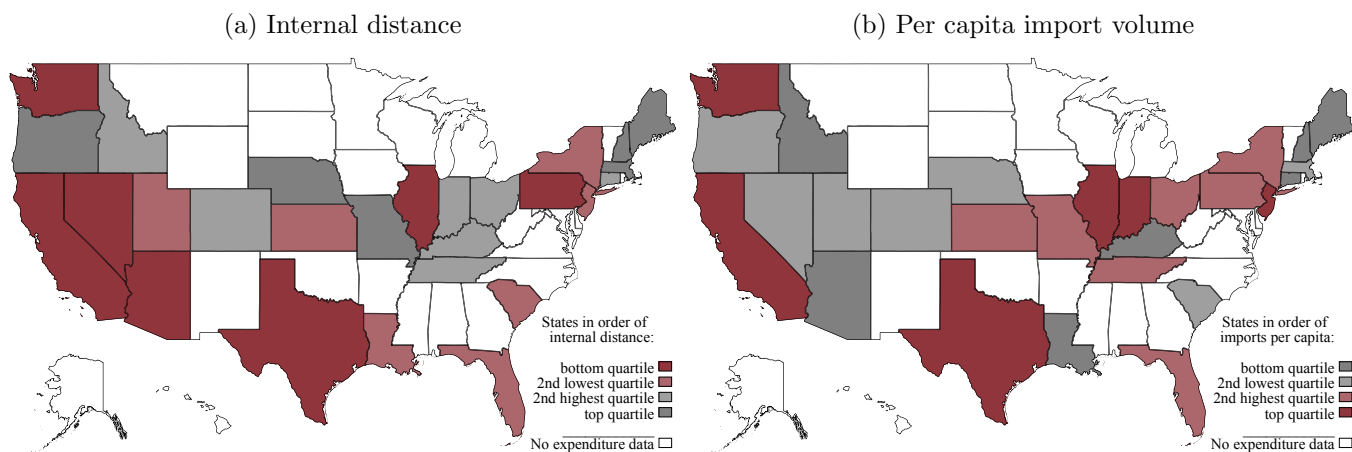 (a) Internal distance
(b) Per capita import volume
States in order of
internal distance:
bottom quartile
2nd lowest quartile
2nd highest quartile
top quartile
No expenditure data
States in order of
imports per capita:
bottom quartile
2nd lowest quartile
2nd highest quartile
top quartile
No expenditure data